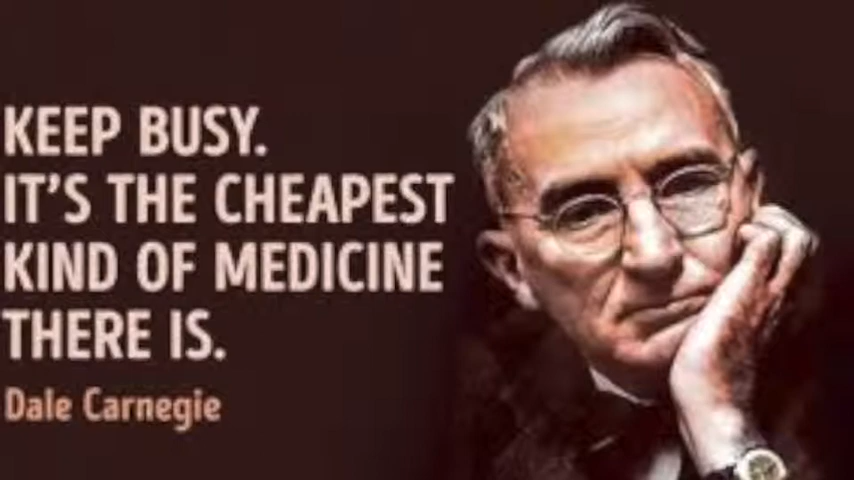 KEEP BUSY.
IT'S THE CHEAPEST
KIND OF MEDICINE
THERE IS.
Dale Carnegie